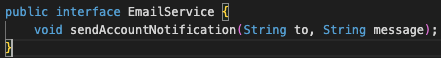 public interface EmailService {
    void sendAccountNotification(String to, String message);
}